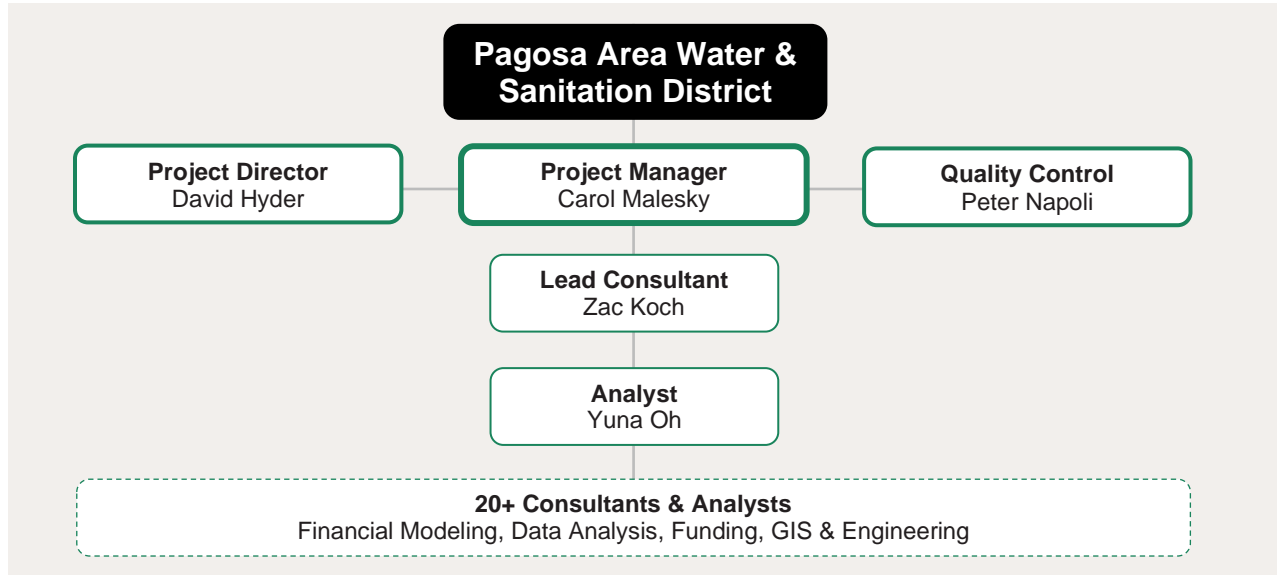 Pagosa Area Water &
Sanitation District
Project Director
David Hyder
Project Manager
Carol Malesky
Quality Control
Peter Napoli
Lead Consultant
Zac Koch
Analyst
Yuna Oh
20+ Consultants & Analysts
Financial Modeling, Data Analysis, Funding, GIS & Engineering